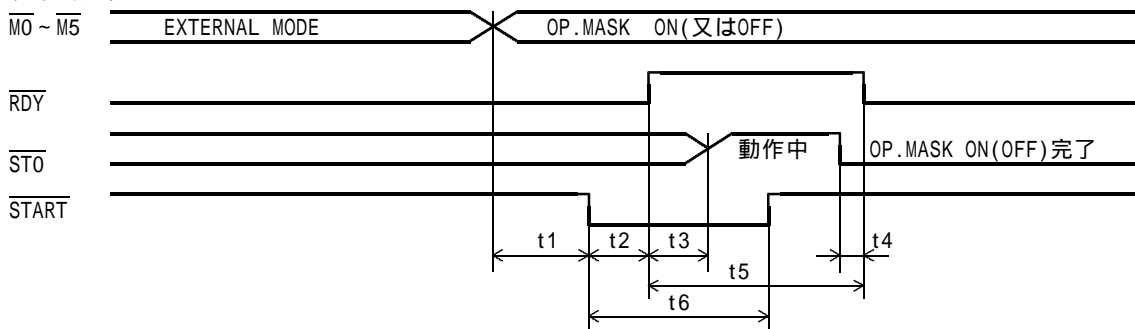 M0 ~ M5 EXTERNAL MODE OP.MASK ON(又はOFF)
RDY
ST0 動作中 OP.MASK ON(OFF)完了
START
t1 t2 t3 t4
t5
t6